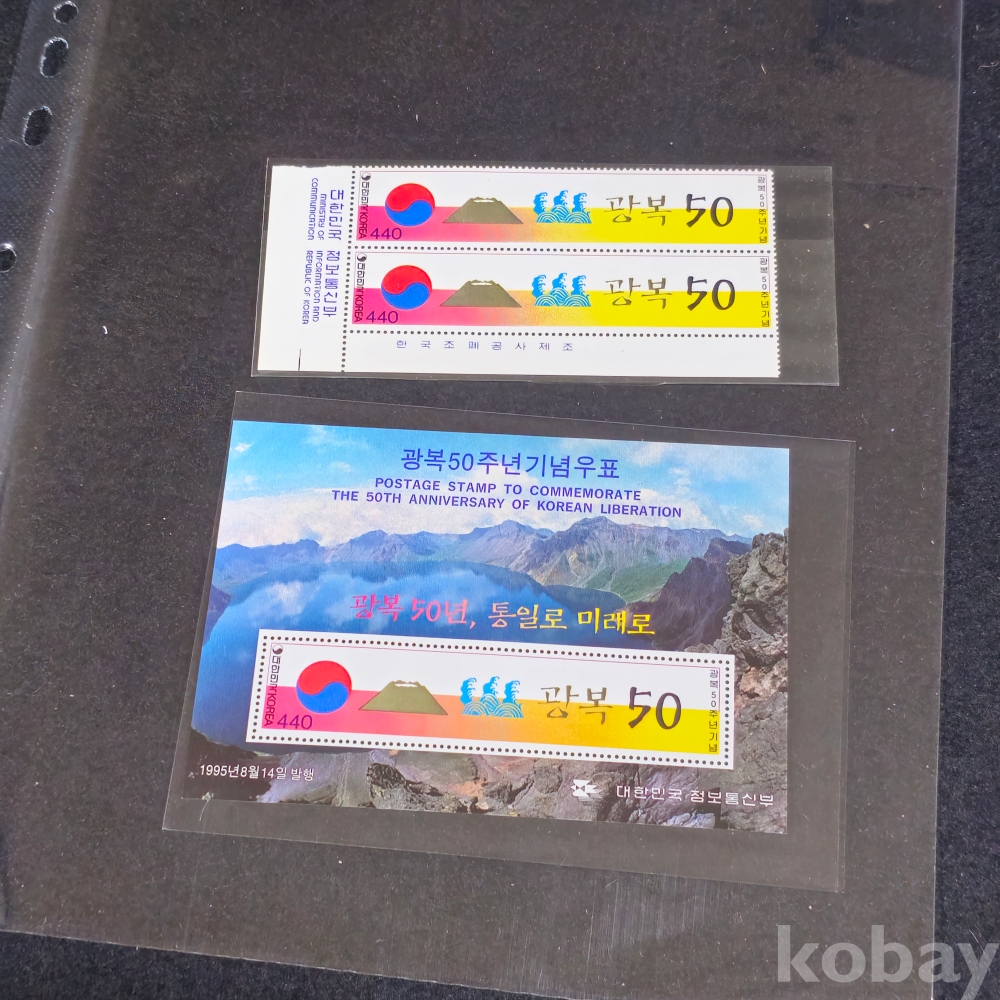 대한민국 정보통신부
MINISTRY OF INFORMATION AND
COMMUNICATION REPUBLIC OF KOREA
대한민국 KOREA
440
광복 50
광복50주년기념
대한민국 KOREA
440
광복 50
광복50주년기념
한국조폐공사제조
광복50주년기념우표
POSTAGE STAMP TO COMMEMORATE
THE 50TH ANNIVERSARY OF KOREAN LIBERATION
광복 50년, 통일로 미래로
대한민국 KOREA
440
광복 50
광복50주년기념
1995년8월14일 발행
대한민국 정보통신부
kobay